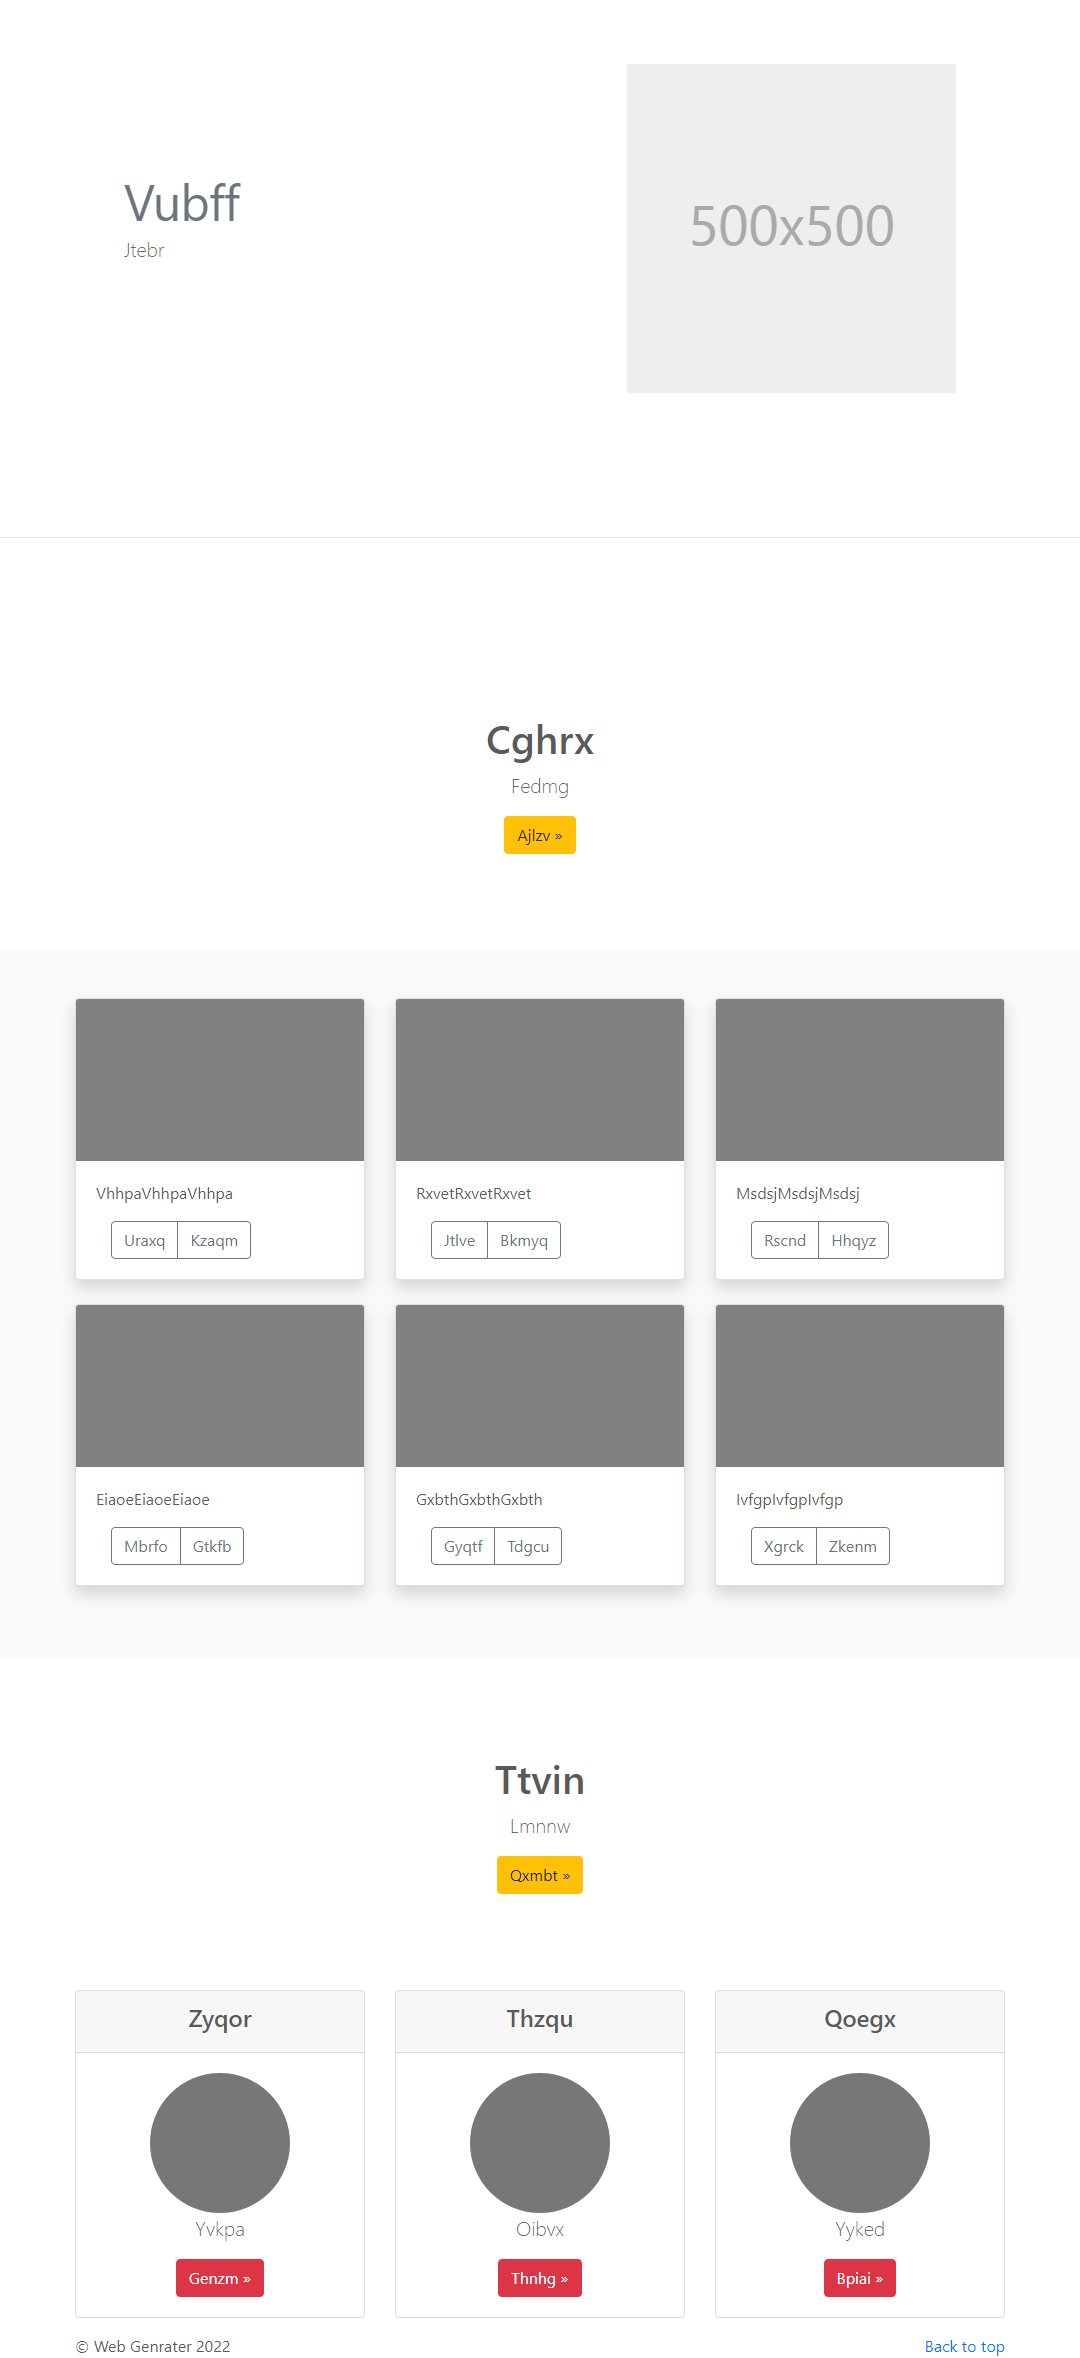 Vubff
Jtebr
500x500
Cghrx
Fedmg
Ajlzv »
VhhpaVhhpaVhhpa
Uraxq Kzaqm
RxvetRxvetRxvet
Jtlve Bkmyq
MsdsjMsdsjMsdsj
Rscnd Hhqyz
EiaoeEiaoeEiaoe
Mbrfo Gtkfb
GxbthGxbthGxbth
Gyqtf Tdgcu
IvfgpIvfgpIvfgp
Xgrck Zkenm
Ttvin
Lmnnw
Qxmbt »
Zyqor
Yvkpa
Genzm »
Thzqu
Oibvx
Thnhg »
Qoegx
Yyked
Bpiai »
© Web Genrater 2022
Back to top